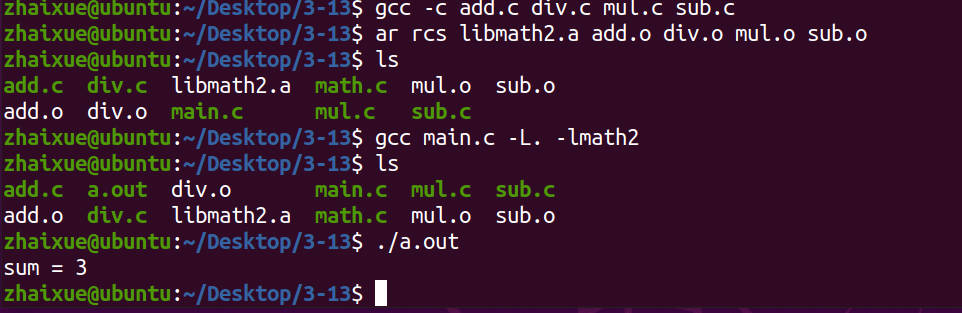 zhaixue@ubuntu:~/Desktop/3-13$ gcc -c add.c div.c mul.c sub.c
zhaixue@ubuntu:~/Desktop/3-13$ ar rcs libmath2.a add.o div.o mul.o sub.o
zhaixue@ubuntu:~/Desktop/3-13$ ls
add.c  div.c  libmath2.a  math.c  mul.o  sub.o
add.o  div.o  main.c      mul.c   sub.c
zhaixue@ubuntu:~/Desktop/3-13$ gcc main.c -L. -lmath2
zhaixue@ubuntu:~/Desktop/3-13$ ls
add.c  a.out  div.o       main.c  mul.c  sub.c
add.o  div.c  libmath2.a  math.c  mul.o  sub.o
zhaixue@ubuntu:~/Desktop/3-13$ ./a.out
sum = 3
zhaixue@ubuntu:~/Desktop/3-13$